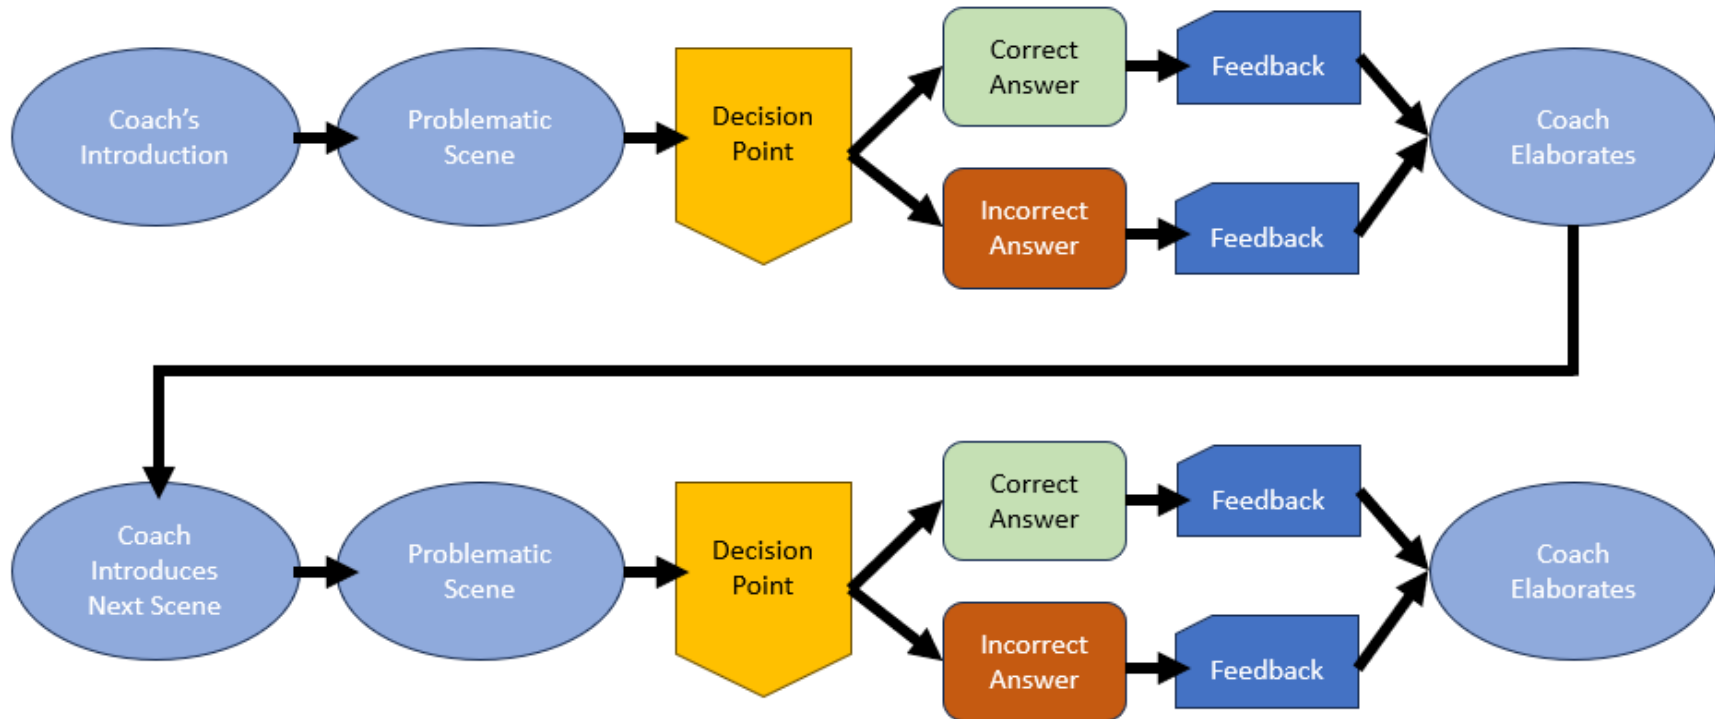 Coach’s
Introduction
Problematic
Scene
Decision
Point
Correct
Answer
Feedback
Incorrect
Answer
Feedback
Coach
Elaborates
Coach
Introduces
Next Scene
Problematic
Scene
Decision
Point
Correct
Answer
Feedback
Incorrect
Answer
Feedback
Coach
Elaborates